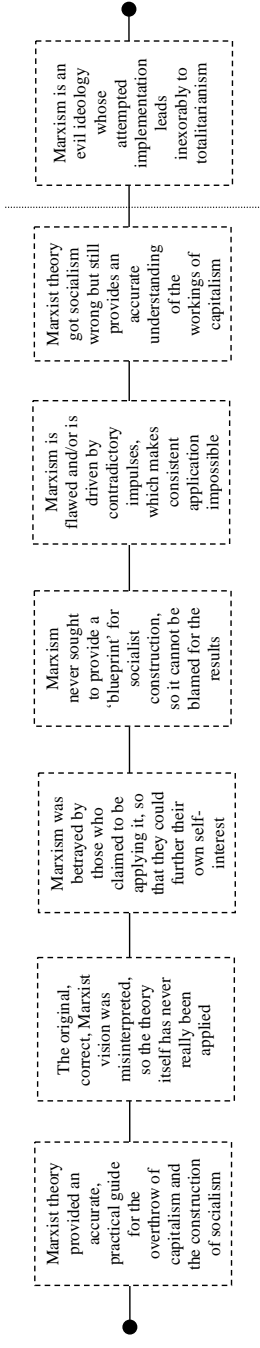 Marxist theory
provided an
accurate,
practical guide
for the
overthrow of
capitalism and
the construction
of socialism
The original,
correct, Marxist
vision was
misinterpreted,
so the theory
itself has never
really been
applied
Marxism was
betrayed by
those who
claimed to be
applying it, so
that they could
further their
own self-
interest
Marxism
never sought
to provide a
‘blueprint’ for
socialist
construction,
so it cannot be
blamed for the
results
Marxism is
flawed and/or is
driven by
contradictory
impulses,
which makes
consistent
application
impossible
Marxist theory
got socialism
wrong but still
provides an
accurate
understanding
of the
workings of
capitalism
Marxism is an
evil ideology
whose
attempted
implementation
leads
inexorably to
totalitarianism